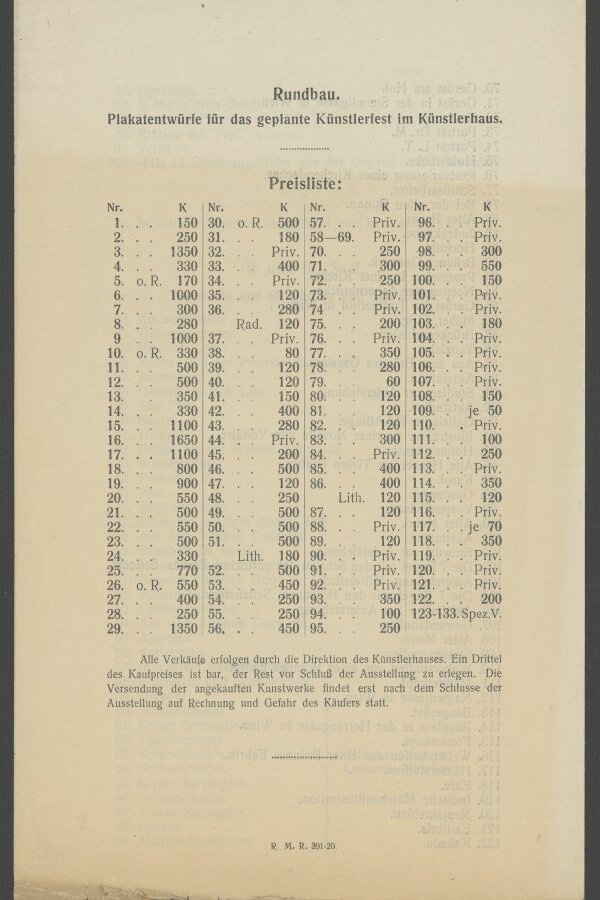 Rundbau.
Plakatentwürfe für das geplante Künstlerfest im Künstlerhaus.
Preisliste:
Nr. K Nr. K Nr. K Nr. K
1. . . 150 30. o. R. 500 57. . . Priv. 96. . . Priv.
2. . . 250 31. . . 180 58—69. Priv. 97. . . Priv.
3. . . 1350 32. . . Priv. 70. . . 250 98. . . 300
4. . . 330 33. . . 400 71. . . 300 99. . . 550
5. o. R. 170 34. . . Priv. 72. . . 250 100. . . 150
6. . . 1000 35. . . 120 73. . . Priv. 101. . . Priv.
7. . . 300 36. . . 280 74 . . Priv. 102. . . Priv.
8. . . 280 Rad. 120 75. . . 200 103. . . 180
9 . . 1000 37. . . Priv. 76. . . Priv. 104. . . Priv.
10. o. R. 330 38. . . 80 77. . . 350 105. . . Priv.
11. . . 500 39. . . 120 78. . . 280 106. . . Priv.
12. . . 500 40. . . 120 79. . . 60 107. . . Priv.
13. . . 350 41. . . 150 80. . . 120 108. . . 150
14. . . 330 42. . . 400 81. . . 120 109. . je 50
15. . . 1100 43. . . 280 82. . . 120 110. . . Priv.
16. . . 1650 44. . . Priv. 83. . . 300 111. . . 100
17. . . 1100 45. . . 200 84. . . Priv. 112. . . 250
18. . . 800 46. . . 500 85. . . 400 113. . . Priv.
19. . . 900 47. . . 120 86. . . 400 114. . . 350
20. . . 550 48. . . 250 Lith. 120 115. . . 120
21. . . 500 49. . . 500 87. . . 120 116. . . Priv.
22. . . 550 50. . . 500 88. . . Priv. 117. . je 70
23. . . 500 51. . . 500 89. . . 120 118. . . 350
24. . . 330 Lith. 180 90. . . Priv. 119. . . Priv.
25. . . 770 52. . . 500 91. . . Priv. 120. . . Priv.
26. o. R. 550 53. . . 450 92. . . Priv. 121. . . Priv.
27. . . 400 54. . . 250 93. . . 350 122. . . 200
28. . . 250 55. . . 250 94. . . 100 123-133. Spez.V.
29. . . 1350 56. . . 450 95. . . 250
Alle Verkäufe erfolgen durch die Direktion des Künstlerhauses. Ein Drittel
des Kaufpreises ist bar, der Rest vor Schluß der Ausstellung zu erlegen. Die
Versendung der angekauften Kunstwerke findet erst nach dem Schlusse der
Ausstellung auf Rechnung und Gefahr des Käufers statt.
R. M. R. 391-20.